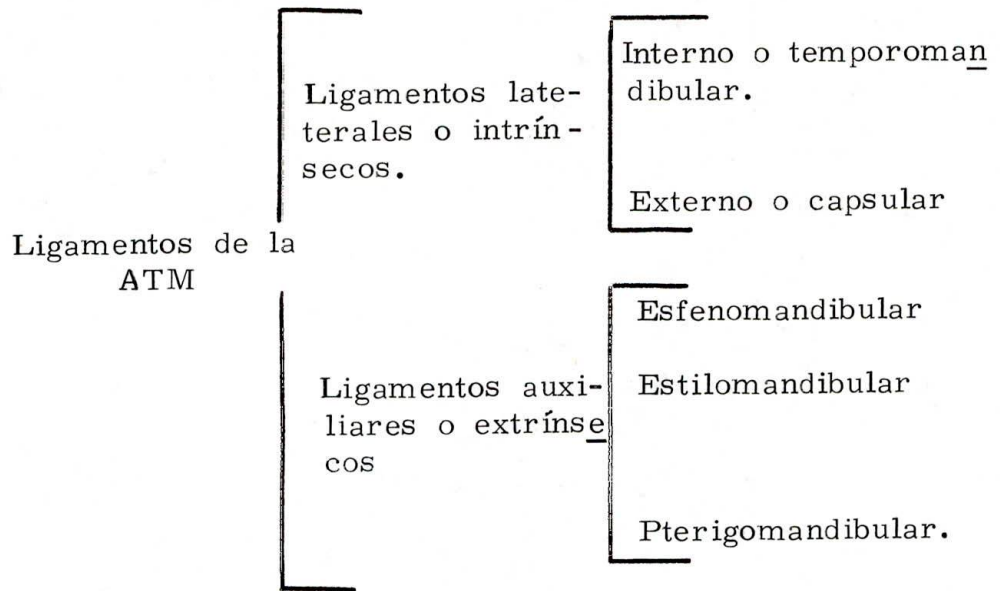 Ligamentos de la
ATM
Ligamentos late-
terales o intrín-
secos.
Interno o temporoman
dibular.
Externo o capsular
Ligamentos auxi-
liares o extrínse
cos
Esfenomandibular
Estilomandibular
Pterigomandibular.